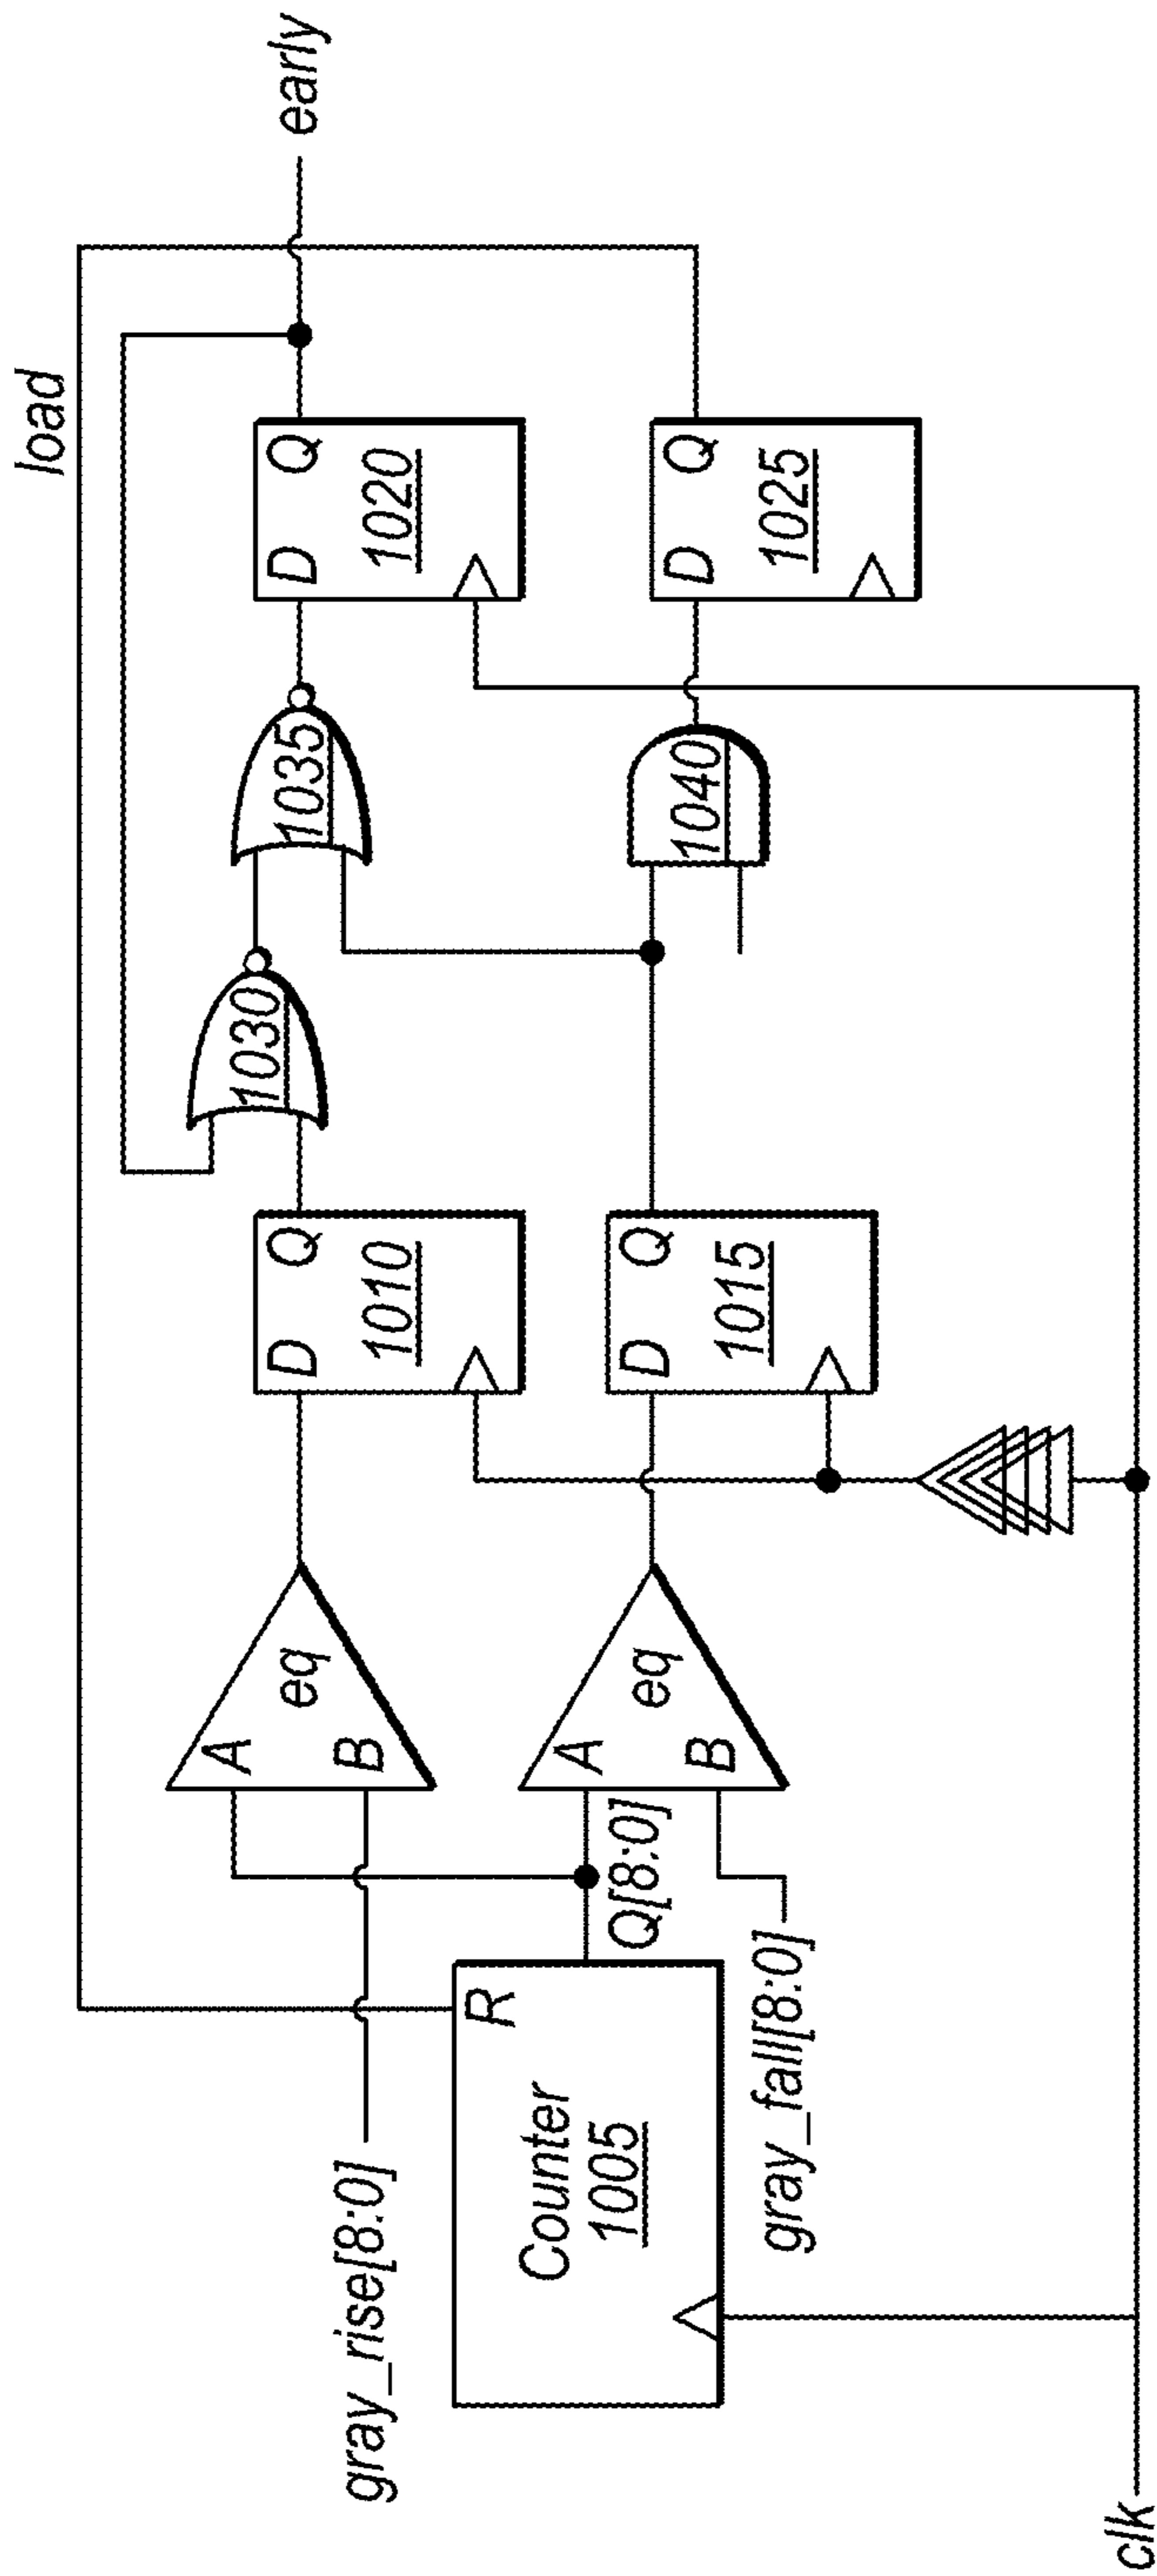 load
early
D Q
1020
D Q
1025
1035
1040
1030
D Q
1010
D Q
1015
A
eq
B
A
eq
B
Q[8:0]
R
Counter
1005
gray_rise[8:0]
gray_fall[8:0]
clk